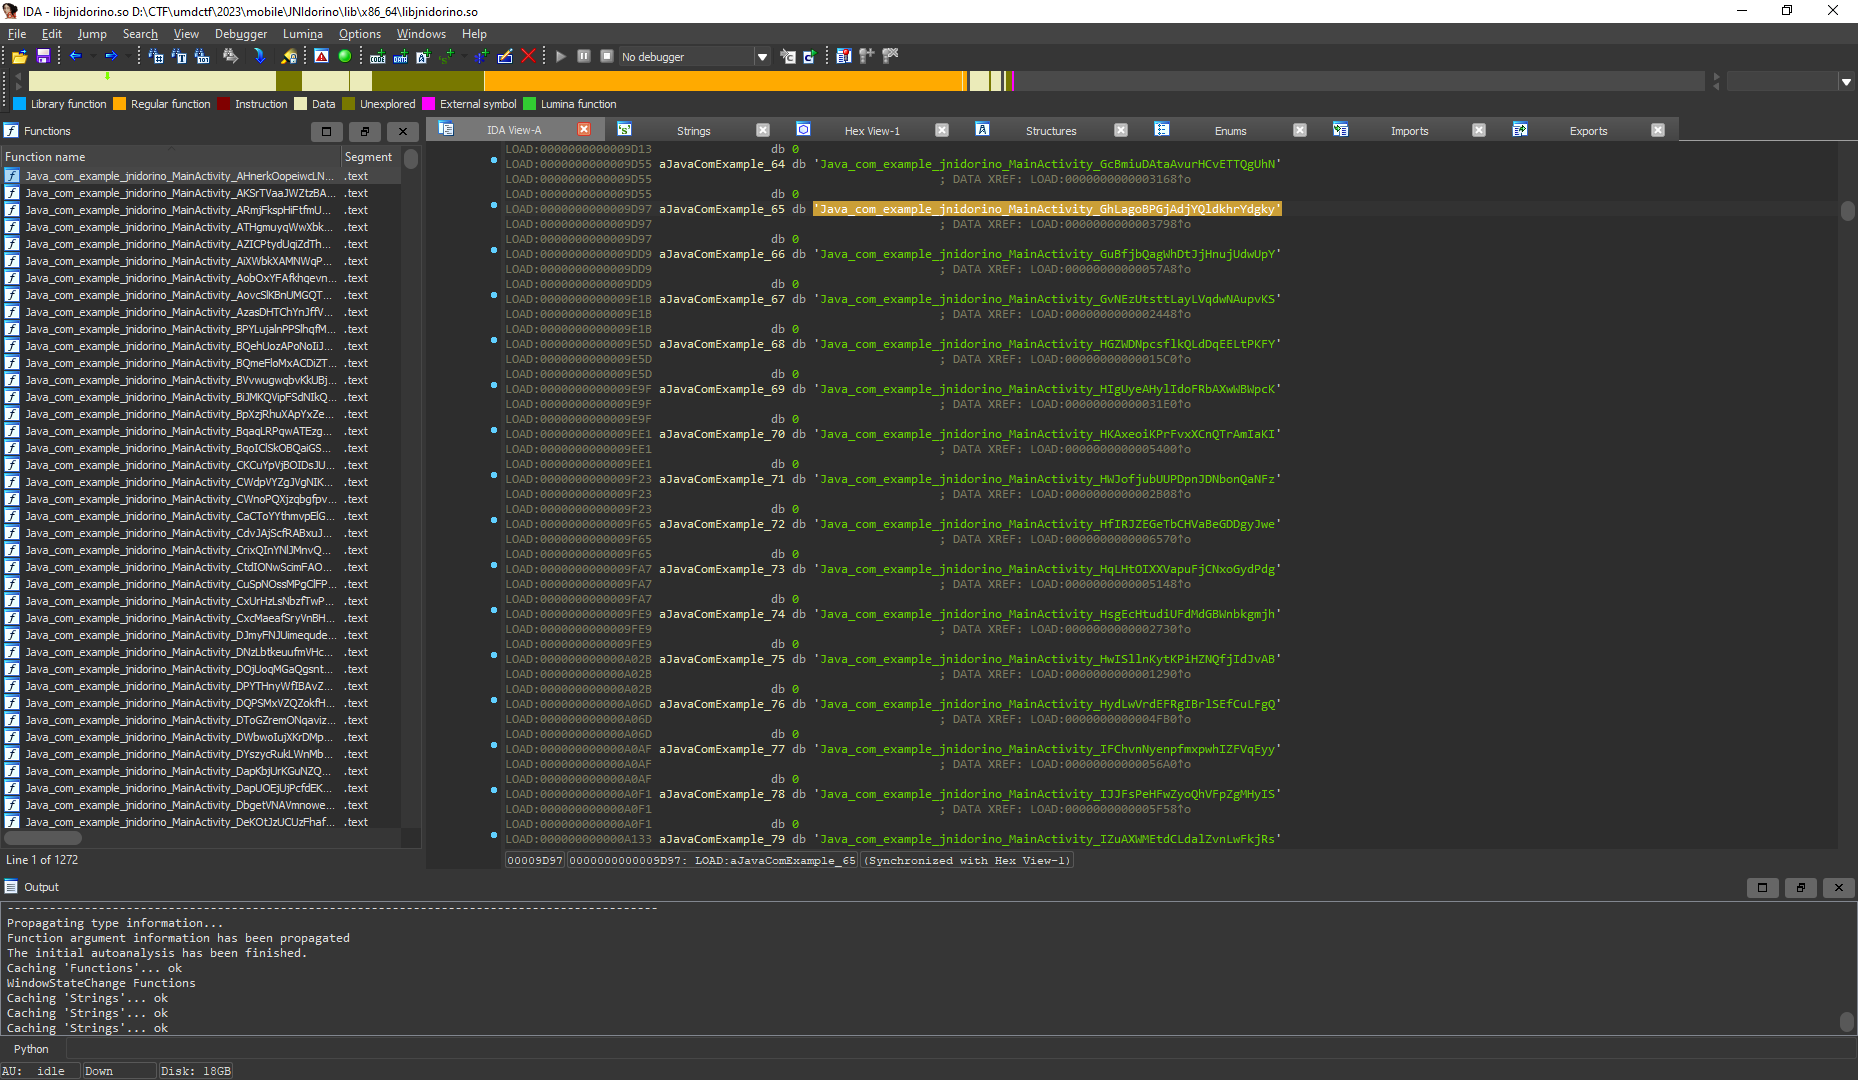 IDA - libjnidorino.so D:\CTF\umdctf\2023\mobile\JNIdorino\lib\x86_64\libjnidorino.so
File Edit Jump Search View Debugger Lumina Options Windows Help
No debugger
Library function Regular function Instruction Data Unexplored External symbol Lumina function
Functions
Function name Segment
Java_com_example_jnidorino_MainActivity_AHnerkOopeiwcLN... .text
Java_com_example_jnidorino_MainActivity_AKSrTVaaJWZtzBA... .text
Java_com_example_jnidorino_MainActivity_ARmjFkspHiFtfmU... .text
Java_com_example_jnidorino_MainActivity_ATHgmuyqWwXbk... .text
Java_com_example_jnidorino_MainActivity_AZICPtydUqiZdTh... .text
Java_com_example_jnidorino_MainActivity_AiXWbkXAMNWqP... .text
Java_com_example_jnidorino_MainActivity_AobOxYFAfkhqevn... .text
Java_com_example_jnidorino_MainActivity_AovcSlKBnUMGQT... .text
Java_com_example_jnidorino_MainActivity_AzasDHTChYnJffV... .text
Java_com_example_jnidorino_MainActivity_BPYLujalnPPSlhqfM... .text
Java_com_example_jnidorino_MainActivity_BQehUozAPoNoIiJ... .text
Java_com_example_jnidorino_MainActivity_BQmeFloMxACDiZT... .text
Java_com_example_jnidorino_MainActivity_BVvwugwqbvKkUBj... .text
Java_com_example_jnidorino_MainActivity_BiJMKQVipFSdNIkQ... .text
Java_com_example_jnidorino_MainActivity_BpXzjRhuXApYxZe... .text
Java_com_example_jnidorino_MainActivity_BqaqLRPqwATEzg... .text
Java_com_example_jnidorino_MainActivity_BqoIClSkOBQaiGS... .text
Java_com_example_jnidorino_MainActivity_CKCuYpVjBOIDsJU... .text
Java_com_example_jnidorino_MainActivity_CWdpVYZgJVgNIK... .text
Java_com_example_jnidorino_MainActivity_CWnoPQXjzqbgfpv... .text
Java_com_example_jnidorino_MainActivity_CaCToYYthmvpElG... .text
Java_com_example_jnidorino_MainActivity_CdvJAjScfRABxuJ... .text
Java_com_example_jnidorino_MainActivity_CrixQInYNlJMnvQ... .text
Java_com_example_jnidorino_MainActivity_CtdIONwScimFAO... .text
Java_com_example_jnidorino_MainActivity_CuSpNOssMPgClFP... .text
Java_com_example_jnidorino_MainActivity_CxUrHzLsNbzfTwP... .text
Java_com_example_jnidorino_MainActivity_CxcMaeafSryVnBH... .text
Java_com_example_jnidorino_MainActivity_DJmyFNJUimequde... .text
Java_com_example_jnidorino_MainActivity_DNzLbtkeuufmVHc... .text
Java_com_example_jnidorino_MainActivity_DOjUoqMGaQgsnt... .text
Java_com_example_jnidorino_MainActivity_DPYTHnyWfIBAvZ... .text
Java_com_example_jnidorino_MainActivity_DQPSMxVZQZokfH... .text
Java_com_example_jnidorino_MainActivity_DToGZremONqaviz... .text
Java_com_example_jnidorino_MainActivity_DWbwoIujXKrDMp... .text
Java_com_example_jnidorino_MainActivity_DYszycRukLWnMb... .text
Java_com_example_jnidorino_MainActivity_DapKbjUrKGuNZQ... .text
Java_com_example_jnidorino_MainActivity_DapUOEjUjPcfdEK... .text
Java_com_example_jnidorino_MainActivity_DbgetVNAVmnowe... .text
Java_com_example_jnidorino_MainActivity_DeKOtJzUCUzFhaf... .text
Line 1 of 1272
IDA View-A Strings Hex View-1 Structures Enums Imports Exports
LOAD:0000000000009D13 db 0
LOAD:0000000000009D55 aJavaComExample_64 db 'Java_com_example_jnidorino_MainActivity_GcBmiuDAtaAvurHCvETTQgUhN'
LOAD:0000000000009D55 ; DATA XREF: LOAD:0000000000003168↑o
LOAD:0000000000009D55 db 0
LOAD:0000000000009D97 aJavaComExample_65 db 'Java_com_example_jnidorino_MainActivity_GhLagoBPGjAdjYQldkhrYdgky'
LOAD:0000000000009D97 ; DATA XREF: LOAD:0000000000003798↑o
LOAD:0000000000009D97 db 0
LOAD:0000000000009DD9 aJavaComExample_66 db 'Java_com_example_jnidorino_MainActivity_GuBfjbQagWhDtJjHnujUdwUpY'
LOAD:0000000000009DD9 ; DATA XREF: LOAD:00000000000057A8↑o
LOAD:0000000000009DD9 db 0
LOAD:0000000000009E1B aJavaComExample_67 db 'Java_com_example_jnidorino_MainActivity_GvNEzUtsttLayLVqdwNAupvKS'
LOAD:0000000000009E1B ; DATA XREF: LOAD:0000000000002448↑o
LOAD:0000000000009E1B db 0
LOAD:0000000000009E5D aJavaComExample_68 db 'Java_com_example_jnidorino_MainActivity_HGZWDNpcsflkQLdDqEELtPKFY'
LOAD:0000000000009E5D ; DATA XREF: LOAD:00000000000015C0↑o
LOAD:0000000000009E5D db 0
LOAD:0000000000009E9F aJavaComExample_69 db 'Java_com_example_jnidorino_MainActivity_HIgUyeAHylIdoFRbAXwWBWpcK'
LOAD:0000000000009E9F ; DATA XREF: LOAD:00000000000031E0↑o
LOAD:0000000000009E9F db 0
LOAD:0000000000009EE1 aJavaComExample_70 db 'Java_com_example_jnidorino_MainActivity_HKAxeoiKPrFvxXCnQTrAmIaKI'
LOAD:0000000000009EE1 ; DATA XREF: LOAD:0000000000005400↑o
LOAD:0000000000009EE1 db 0
LOAD:0000000000009F23 aJavaComExample_71 db 'Java_com_example_jnidorino_MainActivity_HWJofjubUUPDpnJDNbonQaNFz'
LOAD:0000000000009F23 ; DATA XREF: LOAD:0000000000002B08↑o
LOAD:0000000000009F23 db 0
LOAD:0000000000009F65 aJavaComExample_72 db 'Java_com_example_jnidorino_MainActivity_HfIRJZEGeTbCHVaBeGDDgyJwe'
LOAD:0000000000009F65 ; DATA XREF: LOAD:0000000000006570↑o
LOAD:0000000000009F65 db 0
LOAD:0000000000009FA7 aJavaComExample_73 db 'Java_com_example_jnidorino_MainActivity_HqLHtOIXXVapuFjCNxoGydPdg'
LOAD:0000000000009FA7 ; DATA XREF: LOAD:0000000000005148↑o
LOAD:0000000000009FA7 db 0
LOAD:0000000000009FE9 aJavaComExample_74 db 'Java_com_example_jnidorino_MainActivity_HsgEcHtudiUFdMdGBWnbkgmjh'
LOAD:0000000000009FE9 ; DATA XREF: LOAD:0000000000002730↑o
LOAD:0000000000009FE9 db 0
LOAD:000000000000A02B aJavaComExample_75 db 'Java_com_example_jnidorino_MainActivity_HwISllnKytKPiHZNQfjIdJvAB'
LOAD:000000000000A02B ; DATA XREF: LOAD:0000000000001290↑o
LOAD:000000000000A02B db 0
LOAD:000000000000A06D aJavaComExample_76 db 'Java_com_example_jnidorino_MainActivity_HydLwVrdEFRgIBrlSEfCuLFgQ'
LOAD:000000000000A06D ; DATA XREF: LOAD:0000000000004FB0↑o
LOAD:000000000000A06D db 0
LOAD:000000000000A0AF aJavaComExample_77 db 'Java_com_example_jnidorino_MainActivity_IFChvnNyenpfmxpwhIZFVqEyy'
LOAD:000000000000A0AF ; DATA XREF: LOAD:00000000000056A0↑o
LOAD:000000000000A0AF db 0
LOAD:000000000000A0F1 aJavaComExample_78 db 'Java_com_example_jnidorino_MainActivity_IJJFsPeHFwZyoQhVFpZgMHyIS'
LOAD:000000000000A0F1 ; DATA XREF: LOAD:0000000000005F58↑o
LOAD:000000000000A0F1 db 0
LOAD:000000000000A133 aJavaComExample_79 db 'Java_com_example_jnidorino_MainActivity_IZuAXWMEtdCLdalZvnLwFkjRs'
00009D97 0000000000009D97: LOAD:aJavaComExample_65 (Synchronized with Hex View-1)
Output
Propagating type information...
Function argument information has been propagated
The initial autoanalysis has been finished.
Caching 'Functions'... ok
WindowStateChange Functions
Caching 'Strings'... ok
Caching 'Strings'... ok
Caching 'Strings'... ok
Python
AU: idle Down Disk: 18GB